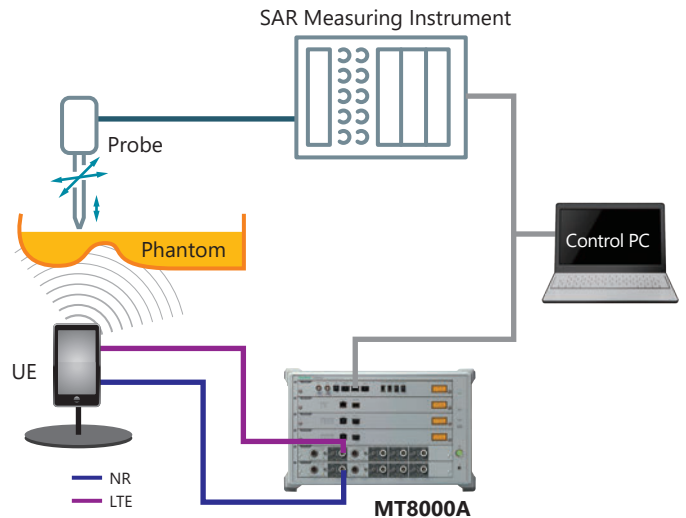 SAR Measuring Instrument
Probe
Phantom
Control PC
UE
NR
LTE
MT8000A